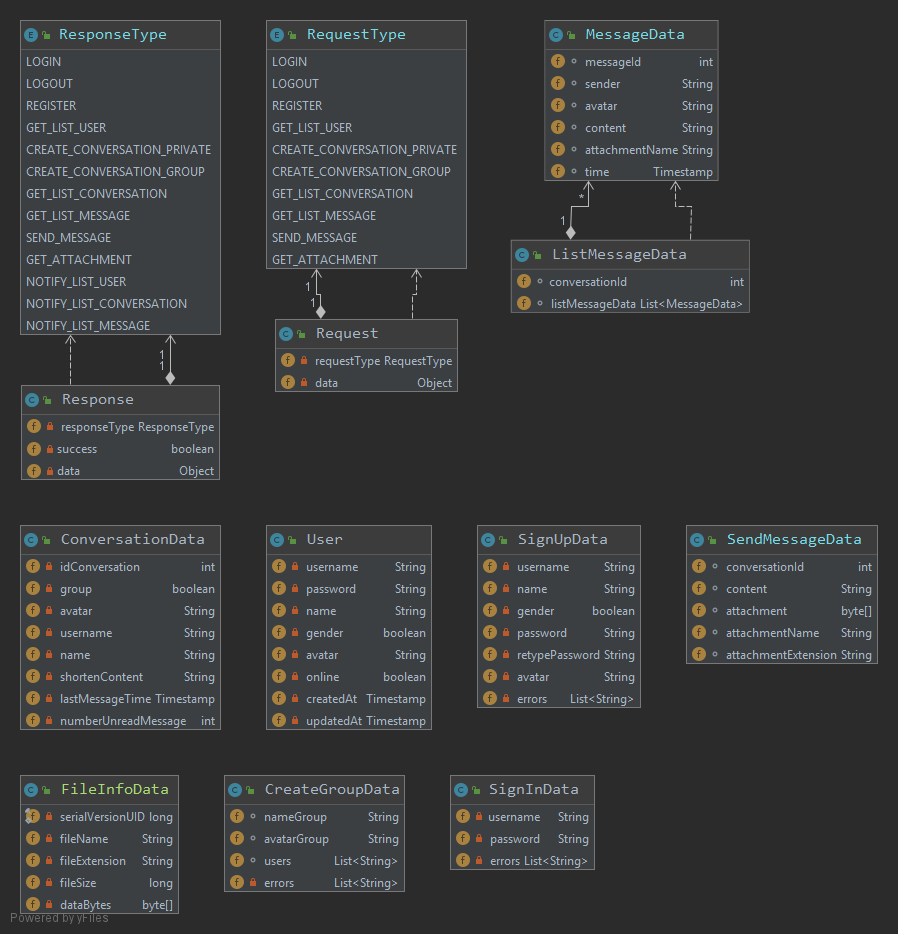 ResponseType
LOGIN
LOGOUT
REGISTER
GET_LIST_USER
CREATE_CONVERSATION_PRIVATE
CREATE_CONVERSATION_GROUP
GET_LIST_CONVERSATION
GET_LIST_MESSAGE
SEND_MESSAGE
GET_ATTACHMENT
NOTIFY_LIST_USER
NOTIFY_LIST_CONVERSATION
NOTIFY_LIST_MESSAGE
1
1
Response
responseType ResponseType
success boolean
data Object
RequestType
LOGIN
LOGOUT
REGISTER
GET_LIST_USER
CREATE_CONVERSATION_PRIVATE
CREATE_CONVERSATION_GROUP
GET_LIST_CONVERSATION
GET_LIST_MESSAGE
SEND_MESSAGE
GET_ATTACHMENT
1
1
Request
requestType RequestType
data Object
MessageData
messageId int
sender String
avatar String
content String
attachmentName String
time Timestamp
*
1
ListMessageData
conversationId int
listMessageData List<MessageData>
ConversationData
idConversation int
group boolean
avatar String
username String
name String
shortenContent String
lastMessageTime Timestamp
numberUnreadMessage int
User
username String
password String
name String
gender boolean
avatar String
online boolean
createdAt Timestamp
updatedAt Timestamp
SignUpData
username String
name String
gender boolean
password String
retypePassword String
avatar String
errors List<String>
SendMessageData
conversationId int
content String
attachment byte[]
attachmentName String
attachmentExtension String
FileInfoData
serialVersionUID long
fileName String
fileExtension String
fileSize long
dataBytes byte[]
CreateGroupData
nameGroup String
avatarGroup String
users List<String>
errors List<String>
SignInData
username String
password String
errors List<String>
Powered by yFiles